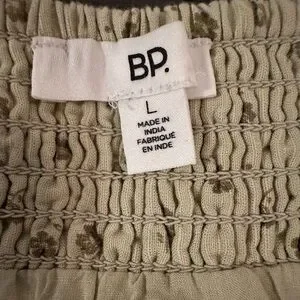 BP.
L
MADE IN
INDIA
FABRIQUÉ
EN INDE